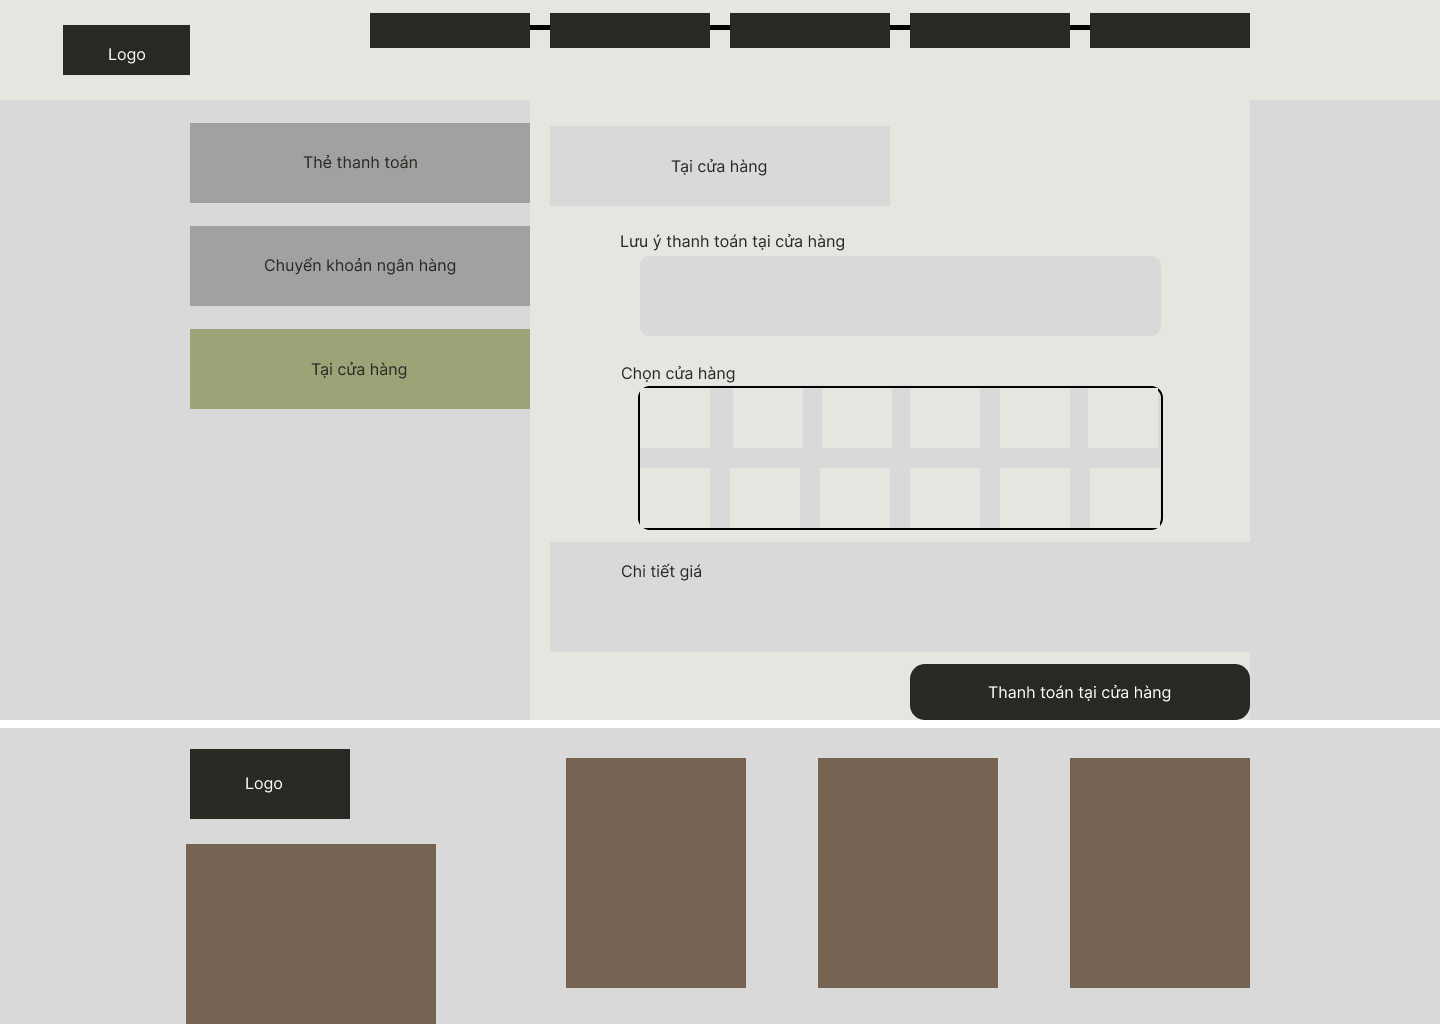 Logo
Thẻ thanh toán
Chuyển khoản ngân hàng
Tại cửa hàng
Tại cửa hàng
Lưu ý thanh toán tại cửa hàng
Chọn cửa hàng
Chi tiết giá
Thanh toán tại cửa hàng
Logo